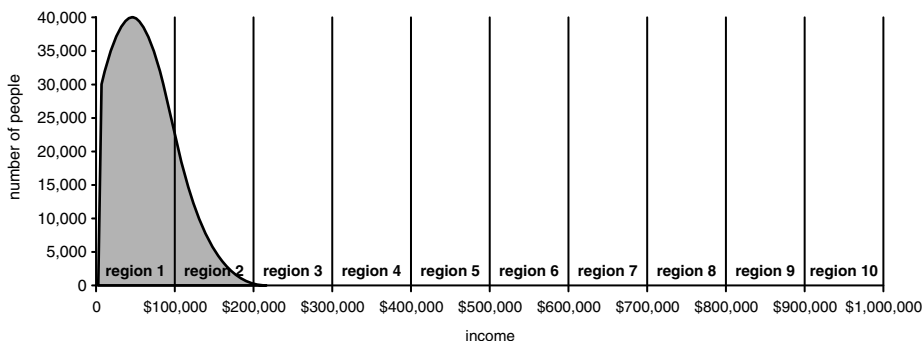 number of people
40,000
35,000
30,000
25,000
20,000
15,000
10,000
5,000
0
region 1 region 2 region 3 region 4 region 5 region 6 region 7 region 8 region 9 region 10
0 $100,000 $200,000 $300,000 $400,000 $500,000 $600,000 $700,000 $800,000 $900,000 $1,000,000
income